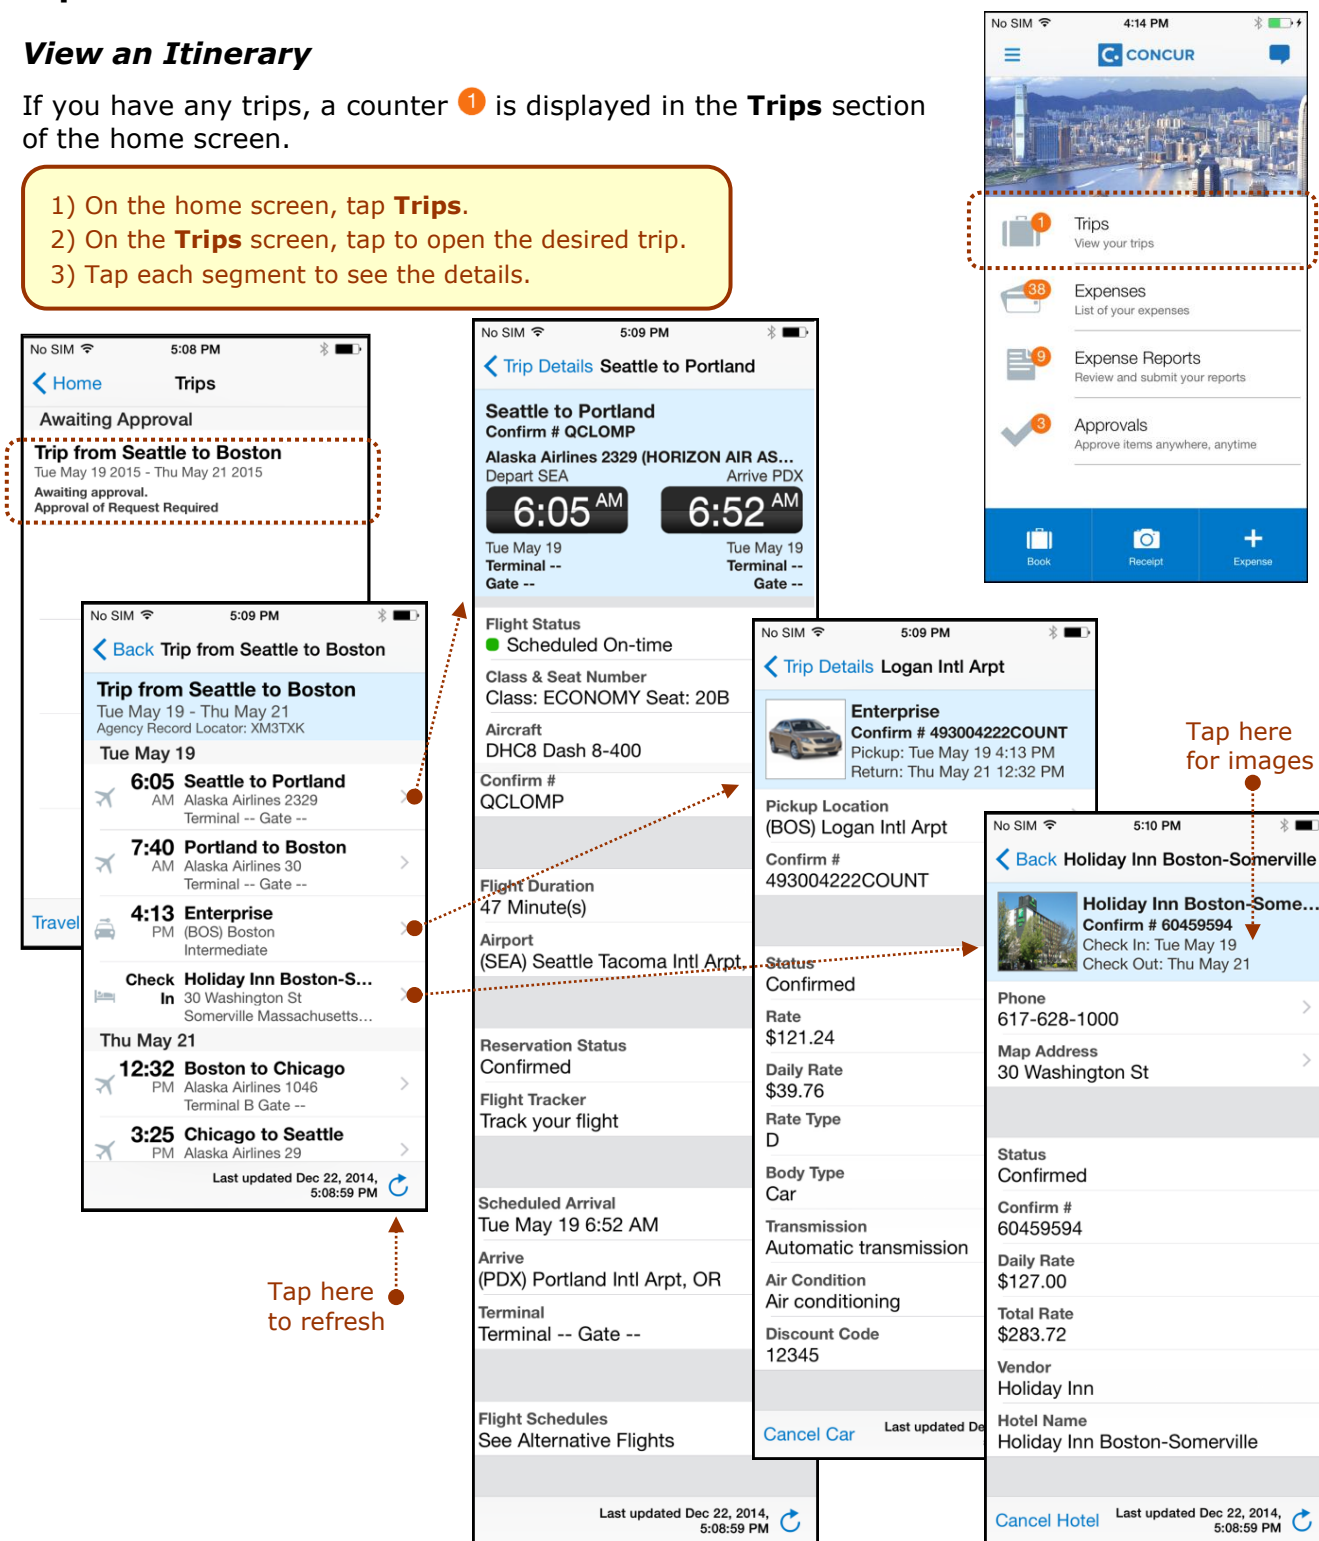 View an Itinerary
If you have any trips, a counter 1 is displayed in the Trips section
of the home screen.
1) On the home screen, tap Trips.
2) On the Trips screen, tap to open the desired trip.
3) Tap each segment to see the details.
No SIM 4:14 PM
C. CONCUR
1
Trips
View your trips
38
Expenses
List of your expenses
9
Expense Reports
Review and submit your reports
3
Approvals
Approve items anywhere, anytime
Book Receipt Expense
No SIM 5:08 PM
Home Trips
Awaiting Approval
Trip from Seattle to Boston
Tue May 19 2015 - Thu May 21 2015
Awaiting approval.
Approval of Request Required
Travel
No SIM 5:09 PM
Back Trip from Seattle to Boston
Trip from Seattle to Boston
Tue May 19 - Thu May 21
Agency Record Locator: XM3TXK
Tue May 19
6:05 Seattle to Portland
AM Alaska Airlines 2329
Terminal -- Gate --
7:40 Portland to Boston
AM Alaska Airlines 30
Terminal -- Gate --
4:13 Enterprise
PM (BOS) Boston
Intermediate
Check Holiday Inn Boston-S...
In 30 Washington St
Somerville Massachusetts...
Thu May 21
12:32 Boston to Chicago
PM Alaska Airlines 1046
Terminal B Gate --
3:25 Chicago to Seattle
PM Alaska Airlines 29
Last updated Dec 22, 2014,
5:08:59 PM
Tap here
to refresh
No SIM 5:09 PM
Trip Details Seattle to Portland
Seattle to Portland
Confirm # QCLOMP
Alaska Airlines 2329 (HORIZON AIR AS...
Depart SEA Arrive PDX
6:05 AM 6:52 AM
Tue May 19 Tue May 19
Terminal -- Terminal --
Gate -- Gate --
Flight Status
Scheduled On-time
Class & Seat Number
Class: ECONOMY Seat: 20B
Aircraft
DHC8 Dash 8-400
Confirm #
QCLOMP
Flight Duration
47 Minute(s)
Airport
(SEA) Seattle Tacoma Intl Arpt,
Reservation Status
Confirmed
Flight Tracker
Track your flight
Scheduled Arrival
Tue May 19 6:52 AM
Arrive
(PDX) Portland Intl Arpt, OR
Terminal
Terminal -- Gate --
Flight Schedules
See Alternative Flights
Last updated Dec 22, 2014,
5:08:59 PM
No SIM 5:09 PM
Trip Details Logan Intl Arpt
Enterprise
Confirm # 493004222COUNT
Pickup: Tue May 19 4:13 PM
Return: Thu May 21 12:32 PM
Pickup Location
(BOS) Logan Intl Arpt
Confirm #
493004222COUNT
Status
Confirmed
Rate
$121.24
Daily Rate
$39.76
Rate Type
D
Body Type
Car
Transmission
Automatic transmission
Air Condition
Air conditioning
Discount Code
12345
Cancel Car Last updated De
Tap here
for images
No SIM 5:10 PM
Back Holiday Inn Boston-Somerville
Holiday Inn Boston-Some...
Confirm # 60459594
Check In: Tue May 19
Check Out: Thu May 21
Phone
617-628-1000
Map Address
30 Washington St
Status
Confirmed
Confirm #
60459594
Daily Rate
$127.00
Total Rate
$283.72
Vendor
Holiday Inn
Hotel Name
Holiday Inn Boston-Somerville
Cancel Hotel Last updated Dec 22, 2014,
5:08:59 PM